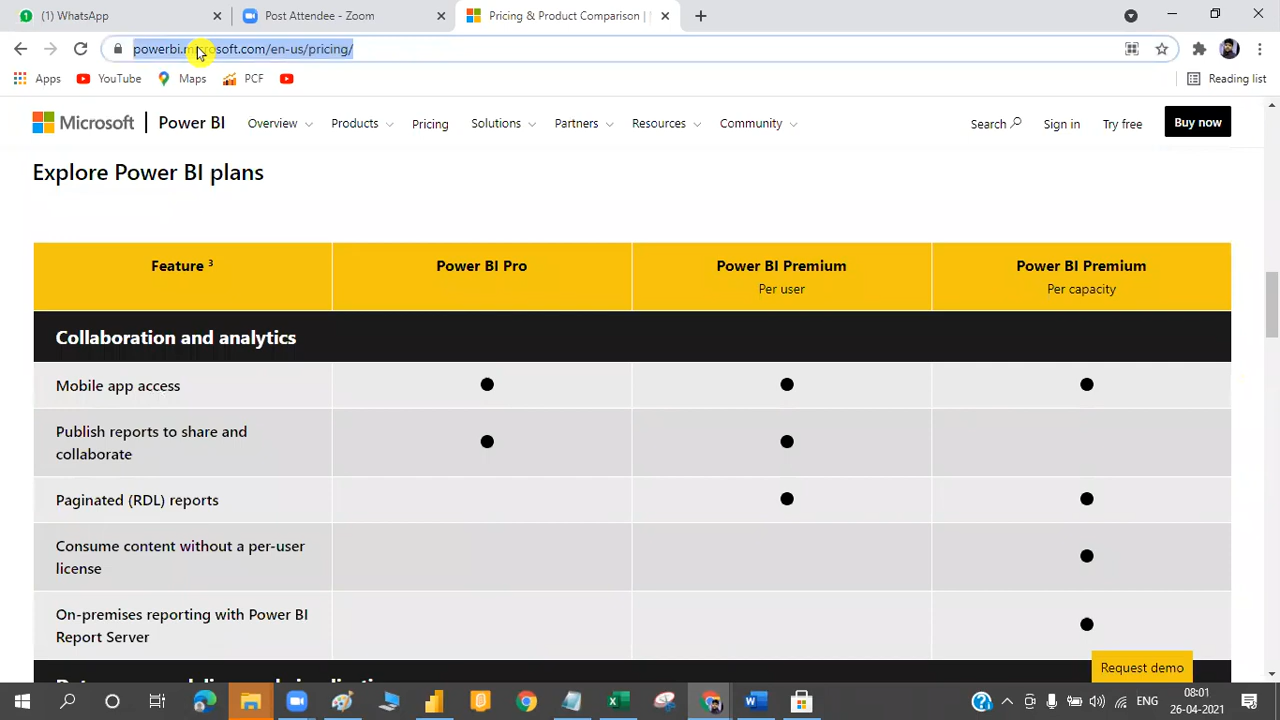 (1) WhatsApp
Post Attendee - Zoom
Pricing & Product Comparison |
powerbi.microsoft.com/en-us/pricing/
Apps YouTube Maps PCF
Reading list
Microsoft Power BI Overview Products Pricing Solutions Partners Resources Community Search Sign in Try free Buy now
Explore Power BI plans
Feature 3
Power BI Pro
Power BI Premium
Per user
Power BI Premium
Per capacity
Collaboration and analytics
Mobile app access
Publish reports to share and
collaborate
Paginated (RDL) reports
Consume content without a per-user
license
On-premises reporting with Power BI
Report Server
Request demo
ENG
08:01
26-04-2021